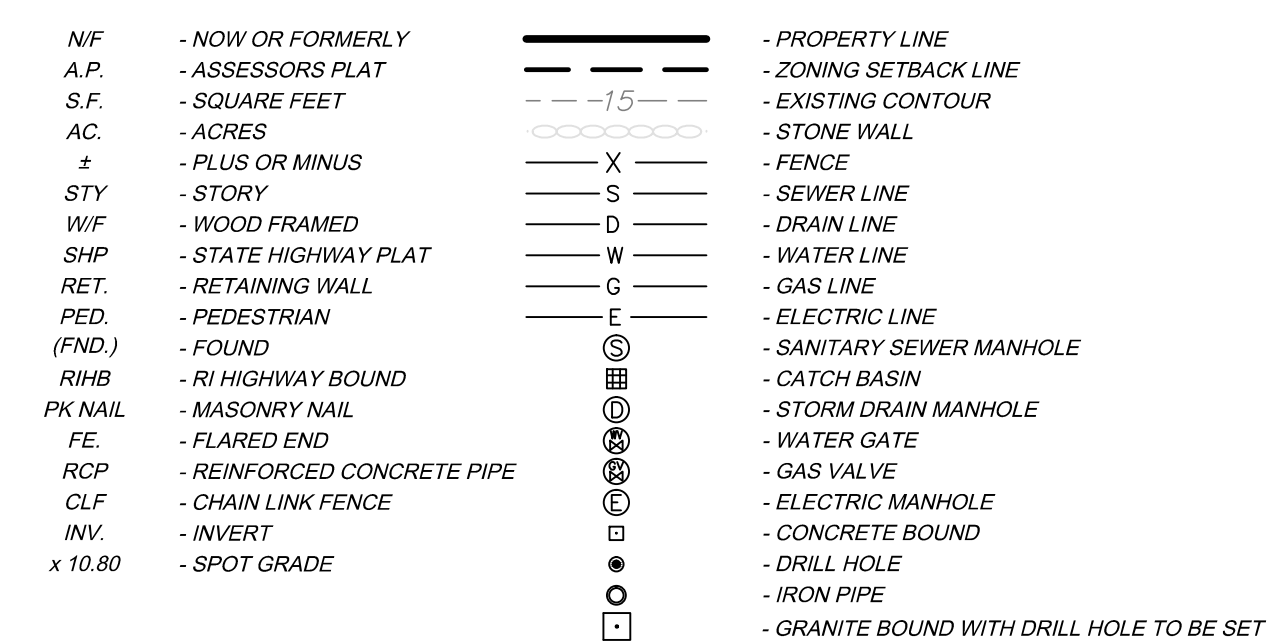 N/F - NOW OR FORMERLY - PROPERTY LINE
A.P. - ASSESSORS PLAT - ZONING SETBACK LINE
S.F. - SQUARE FEET 15 - EXISTING CONTOUR
AC. - ACRES - STONE WALL
± - PLUS OR MINUS X - FENCE
STY - STORY S - SEWER LINE
W/F - WOOD FRAMED D - DRAIN LINE
SHP - STATE HIGHWAY PLAT W - WATER LINE
RET. - RETAINING WALL G - GAS LINE
PED. - PEDESTRIAN E - ELECTRIC LINE
(FND.) - FOUND S - SANITARY SEWER MANHOLE
RIHB - RI HIGHWAY BOUND - CATCH BASIN
PK NAIL - MASONRY NAIL D - STORM DRAIN MANHOLE
FE. - FLARED END WV - WATER GATE
RCP - REINFORCED CONCRETE PIPE GV - GAS VALVE
CLF - CHAIN LINK FENCE E - ELECTRIC MANHOLE
INV. - INVERT - CONCRETE BOUND
x 10.80 - SPOT GRADE - DRILL HOLE
- IRON PIPE
- GRANITE BOUND WITH DRILL HOLE TO BE SET